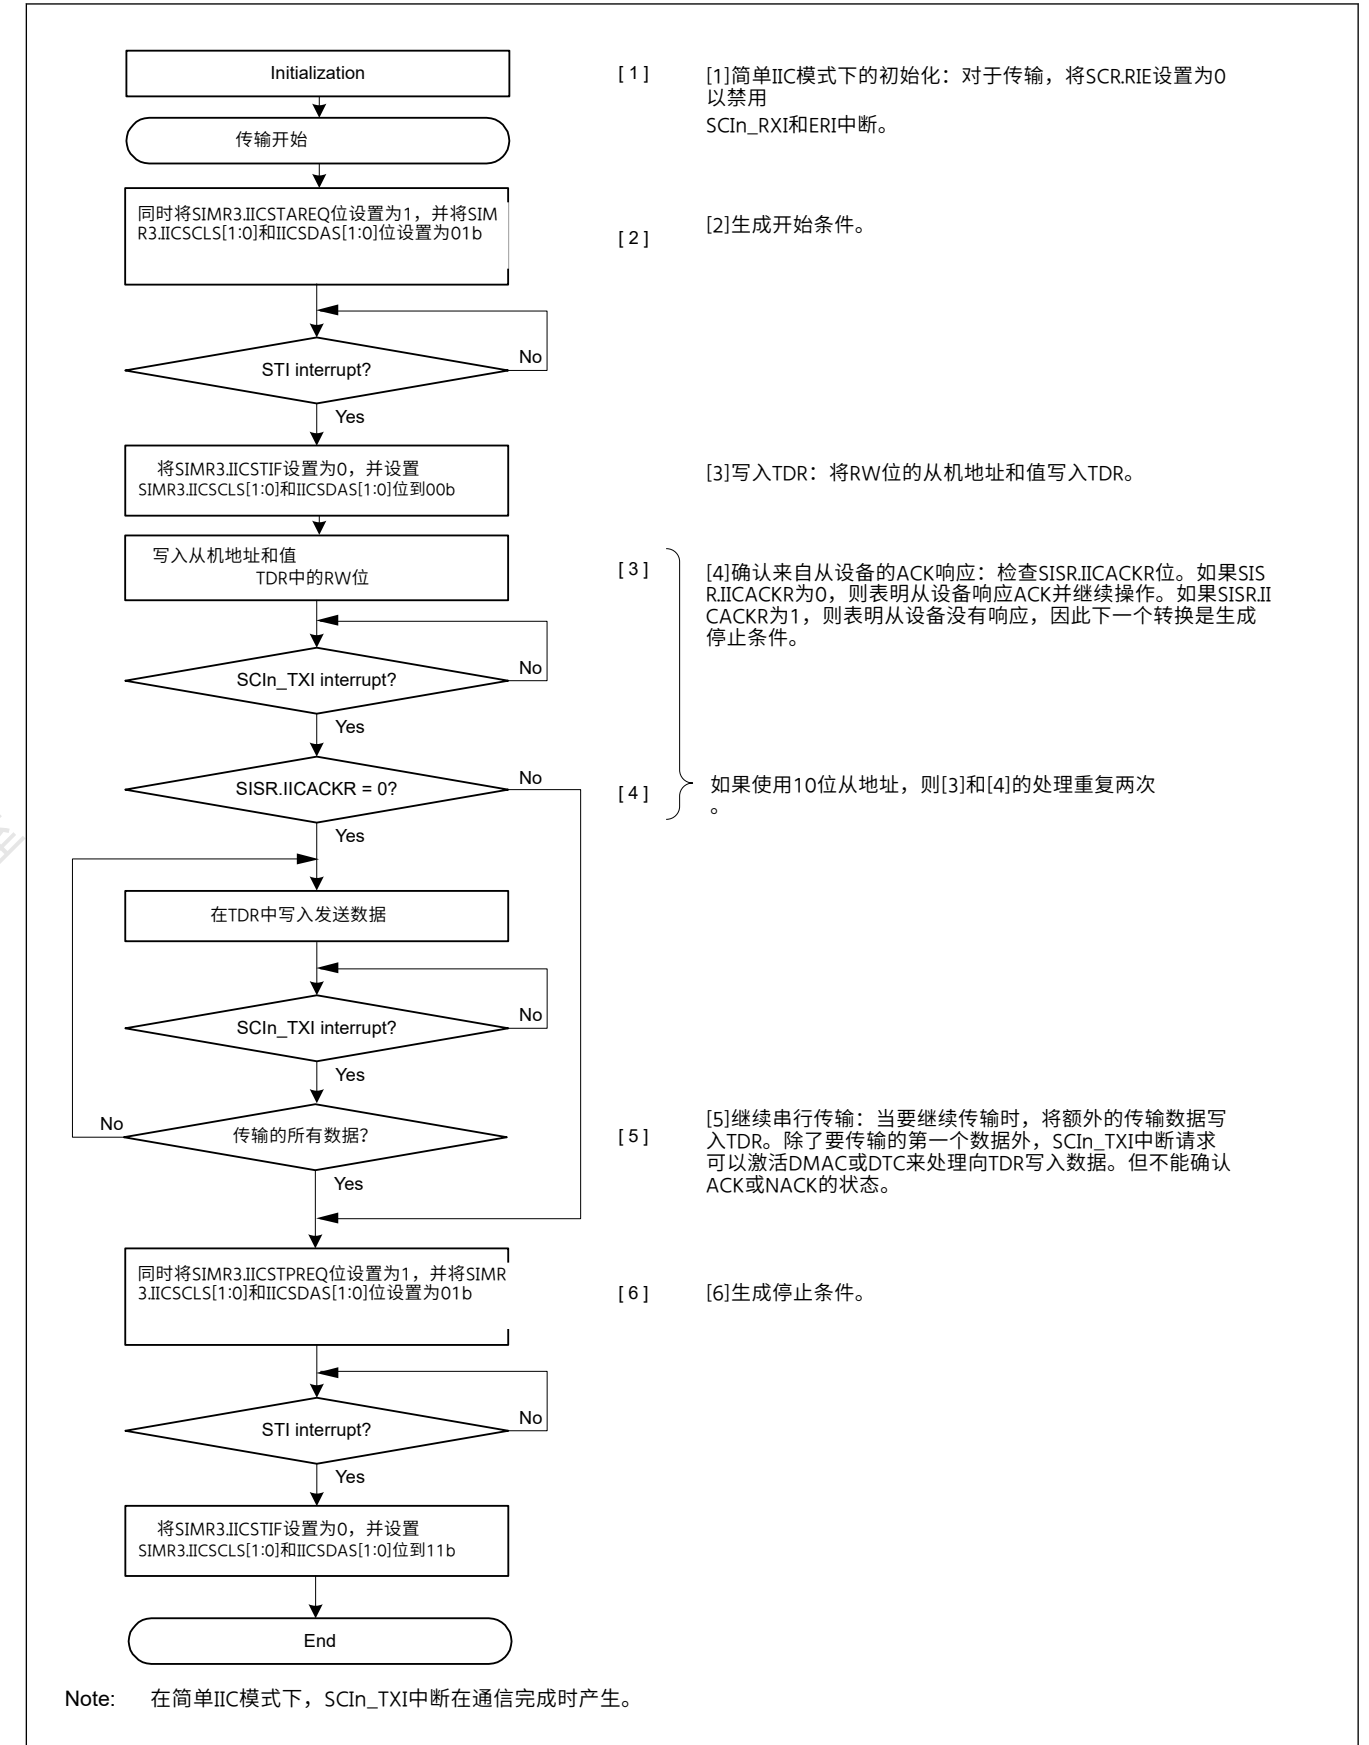 Initialization
[ 1 ]
[1]简单IIC模式下的初始化：对于传输，将SCR.RIE设置为0
以禁用
SCIn_RXI和ERI中断。
传输开始
同时将SIMR3.IICSTAREQ位设置为1，并将SIM
R3.IICSCLS[1:0]和IICSDAS[1:0]位设置为01b
[ 2 ]
[2]生成开始条件。
STI interrupt?
No
Yes
将SIMR3.IICSTIF设置为0，并设置
SIMR3.IICSCLS[1:0]和IICSDAS[1:0]位到00b
[3]写入TDR：将RW位的从机地址和值写入TDR。
写入从机地址和值
TDR中的RW位
[ 3 ]
[4]确认来自从设备的ACK响应：检查SISR.IICACKR位。如果SIS
R.IICACKR为0，则表明从设备响应ACK并继续操作。如果SISR.II
CACKR为1，则表明从设备没有响应，因此下一个转换是生成
停止条件。
SCIn_TXI interrupt?
No
Yes
SISR.IICACKR = 0?
No
[ 4 ]
如果使用10位从地址，则[3]和[4]的处理重复两次
。
Yes
在TDR中写入发送数据
SCIn_TXI interrupt?
No
Yes
No
传输的所有数据？
[ 5 ]
[5]继续串行传输：当要继续传输时，将额外的传输数据写
入TDR。除了要传输的第一个数据外，SCIn_TXI中断请求
可以激活DMAC或DTC来处理向TDR写入数据。但不能确认
ACK或NACK的状态。
Yes
同时将SIMR3.IICSTPREQ位设置为1，并将SIMR
3.IICSCLS[1:0]和IICSDAS[1:0]位设置为01b
[ 6 ]
[6]生成停止条件。
STI interrupt?
No
Yes
将SIMR3.IICSTIF设置为0，并设置
SIMR3.IICSCLS[1:0]和IICSDAS[1:0]位到11b
End
Note: 在简单IIC模式下，SCIn_TXI中断在通信完成时产生。